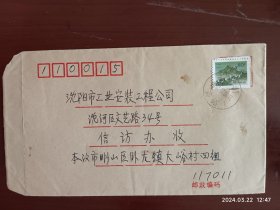 110015
沈阳市工业安装工程公司
沈河区文艺路34号
信访办 收
本汶市明山区卧龙镇大峪村四组
117011
邮政编码
2024.03.22 12:47